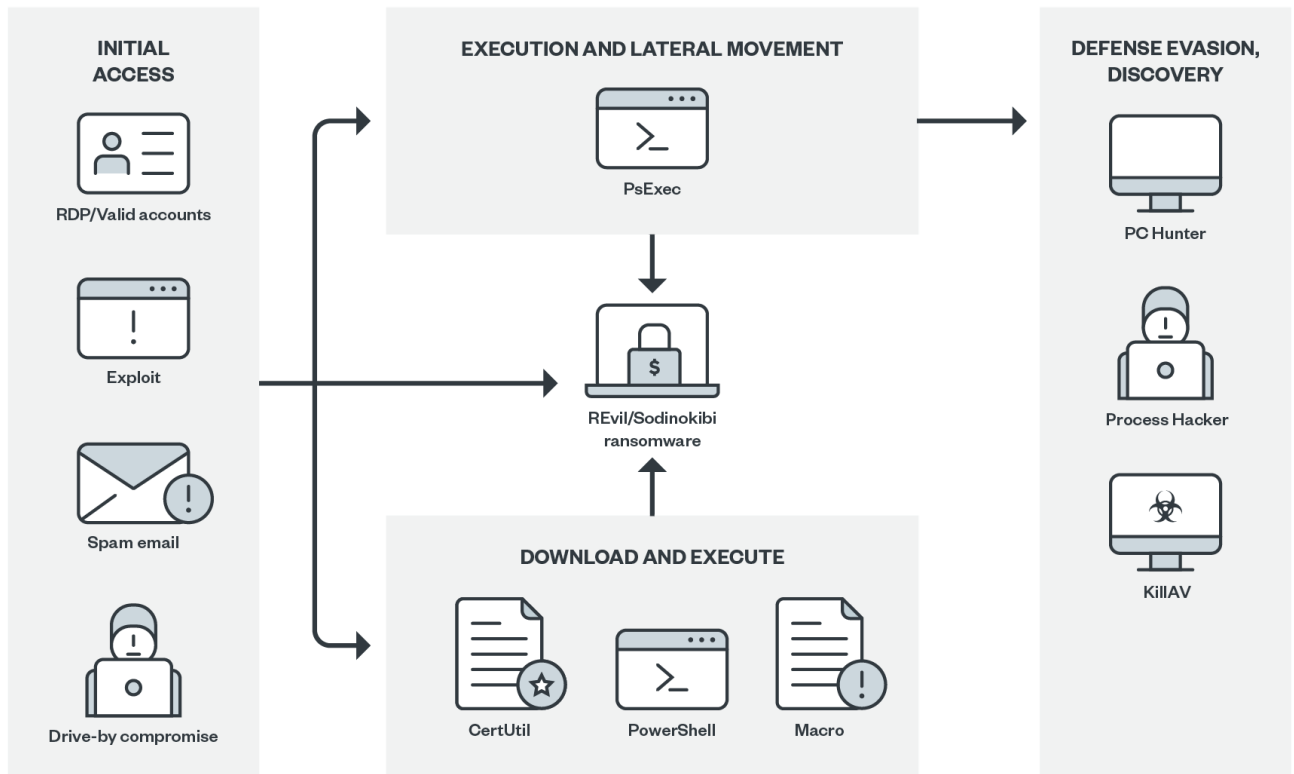 INITIAL
ACCESS
RDP/Valid accounts
Exploit
Spam email
Drive-by compromise
EXECUTION AND LATERAL MOVEMENT
PsExec
$
REvil/Sodinokibi
ransomware
DOWNLOAD AND EXECUTE
CertUtil
PowerShell
Macro
DEFENSE EVASION,
DISCOVERY
PC Hunter
Process Hacker
KillAV